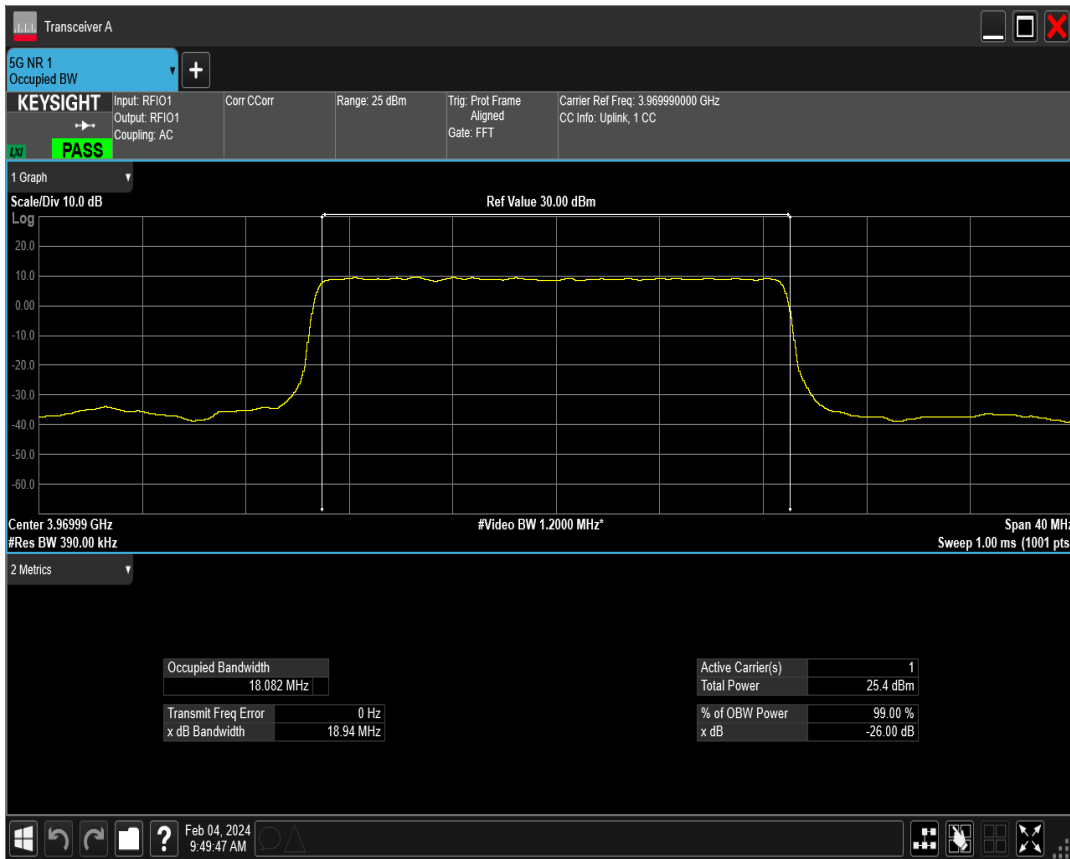 Transceiver A
5G NR 1
Occupied BW
KEYSIGHT
LXI
PASS
Input: RFIO1
Output: RFIO1
Coupling: AC
Corr CCorr
Range: 25 dBm
Trig: Prot Frame
Aligned
Gate: FFT
Carrier Ref Freq: 3.969990000 GHz
CC Info: Uplink, 1 CC
1 Graph
Scale/Div 10.0 dB
Ref Value 30.00 dBm
Log
20.0
10.0
0.00
-10.0
-20.0
-30.0
-40.0
-50.0
-60.0
Center 3.96999 GHz
#Video BW 1.2000 MHz*
Span 40 MHz
#Res BW 390.00 kHz
Sweep 1.00 ms (1001 pts
2 Metrics
Occupied Bandwidth
18.082 MHz
Transmit Freq Error 0 Hz
x dB Bandwidth 18.94 MHz
Active Carrier(s) 1
Total Power 25.4 dBm
% of OBW Power 99.00 %
x dB -26.00 dB
?
Feb 04, 2024
9:49:47 AM